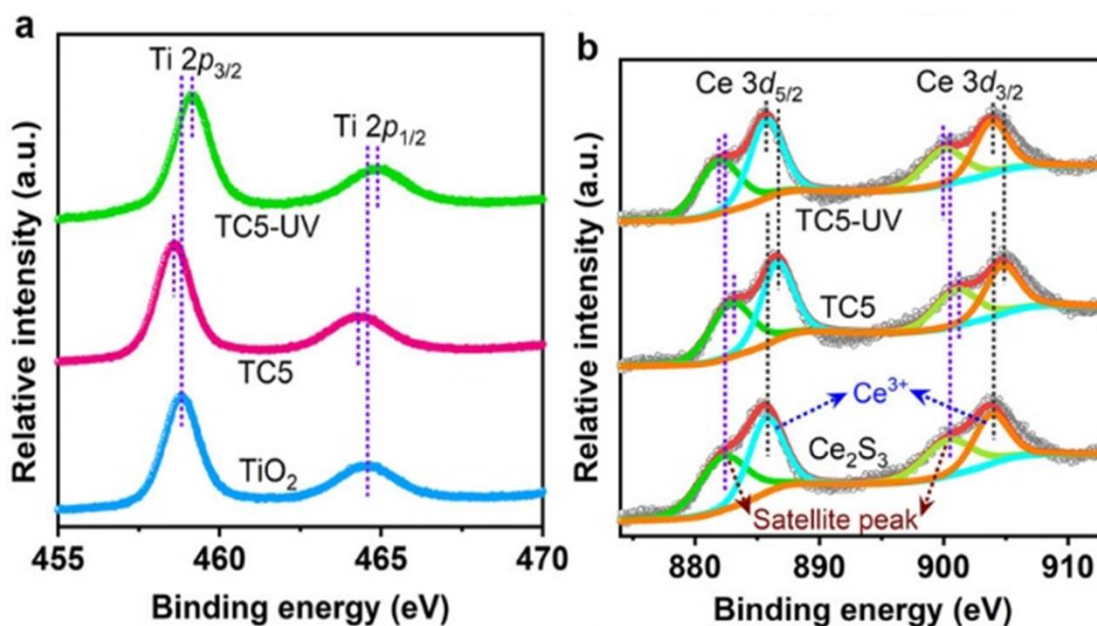 a
Ti 2p3/2
Ti 2p1/2
TC5-UV
TC5
TiO2
Relative intensity (a.u.)
455 460 465 470
Binding energy (eV)
b
Ce 3d5/2
Ce 3d3/2
TC5-UV
TC5
Ce3+
Ce2S3
Satellite peak
Relative intensity (a.u.)
880 890 900 910
Binding energy (eV)